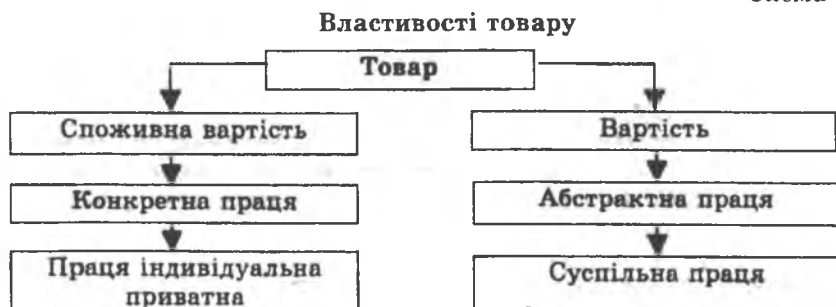 Властивості товару
Товар
Споживна вартість
Вартість
Конкретна праця
Абстрактна праця
Праця індивідуальна
приватна
Суспільна праця